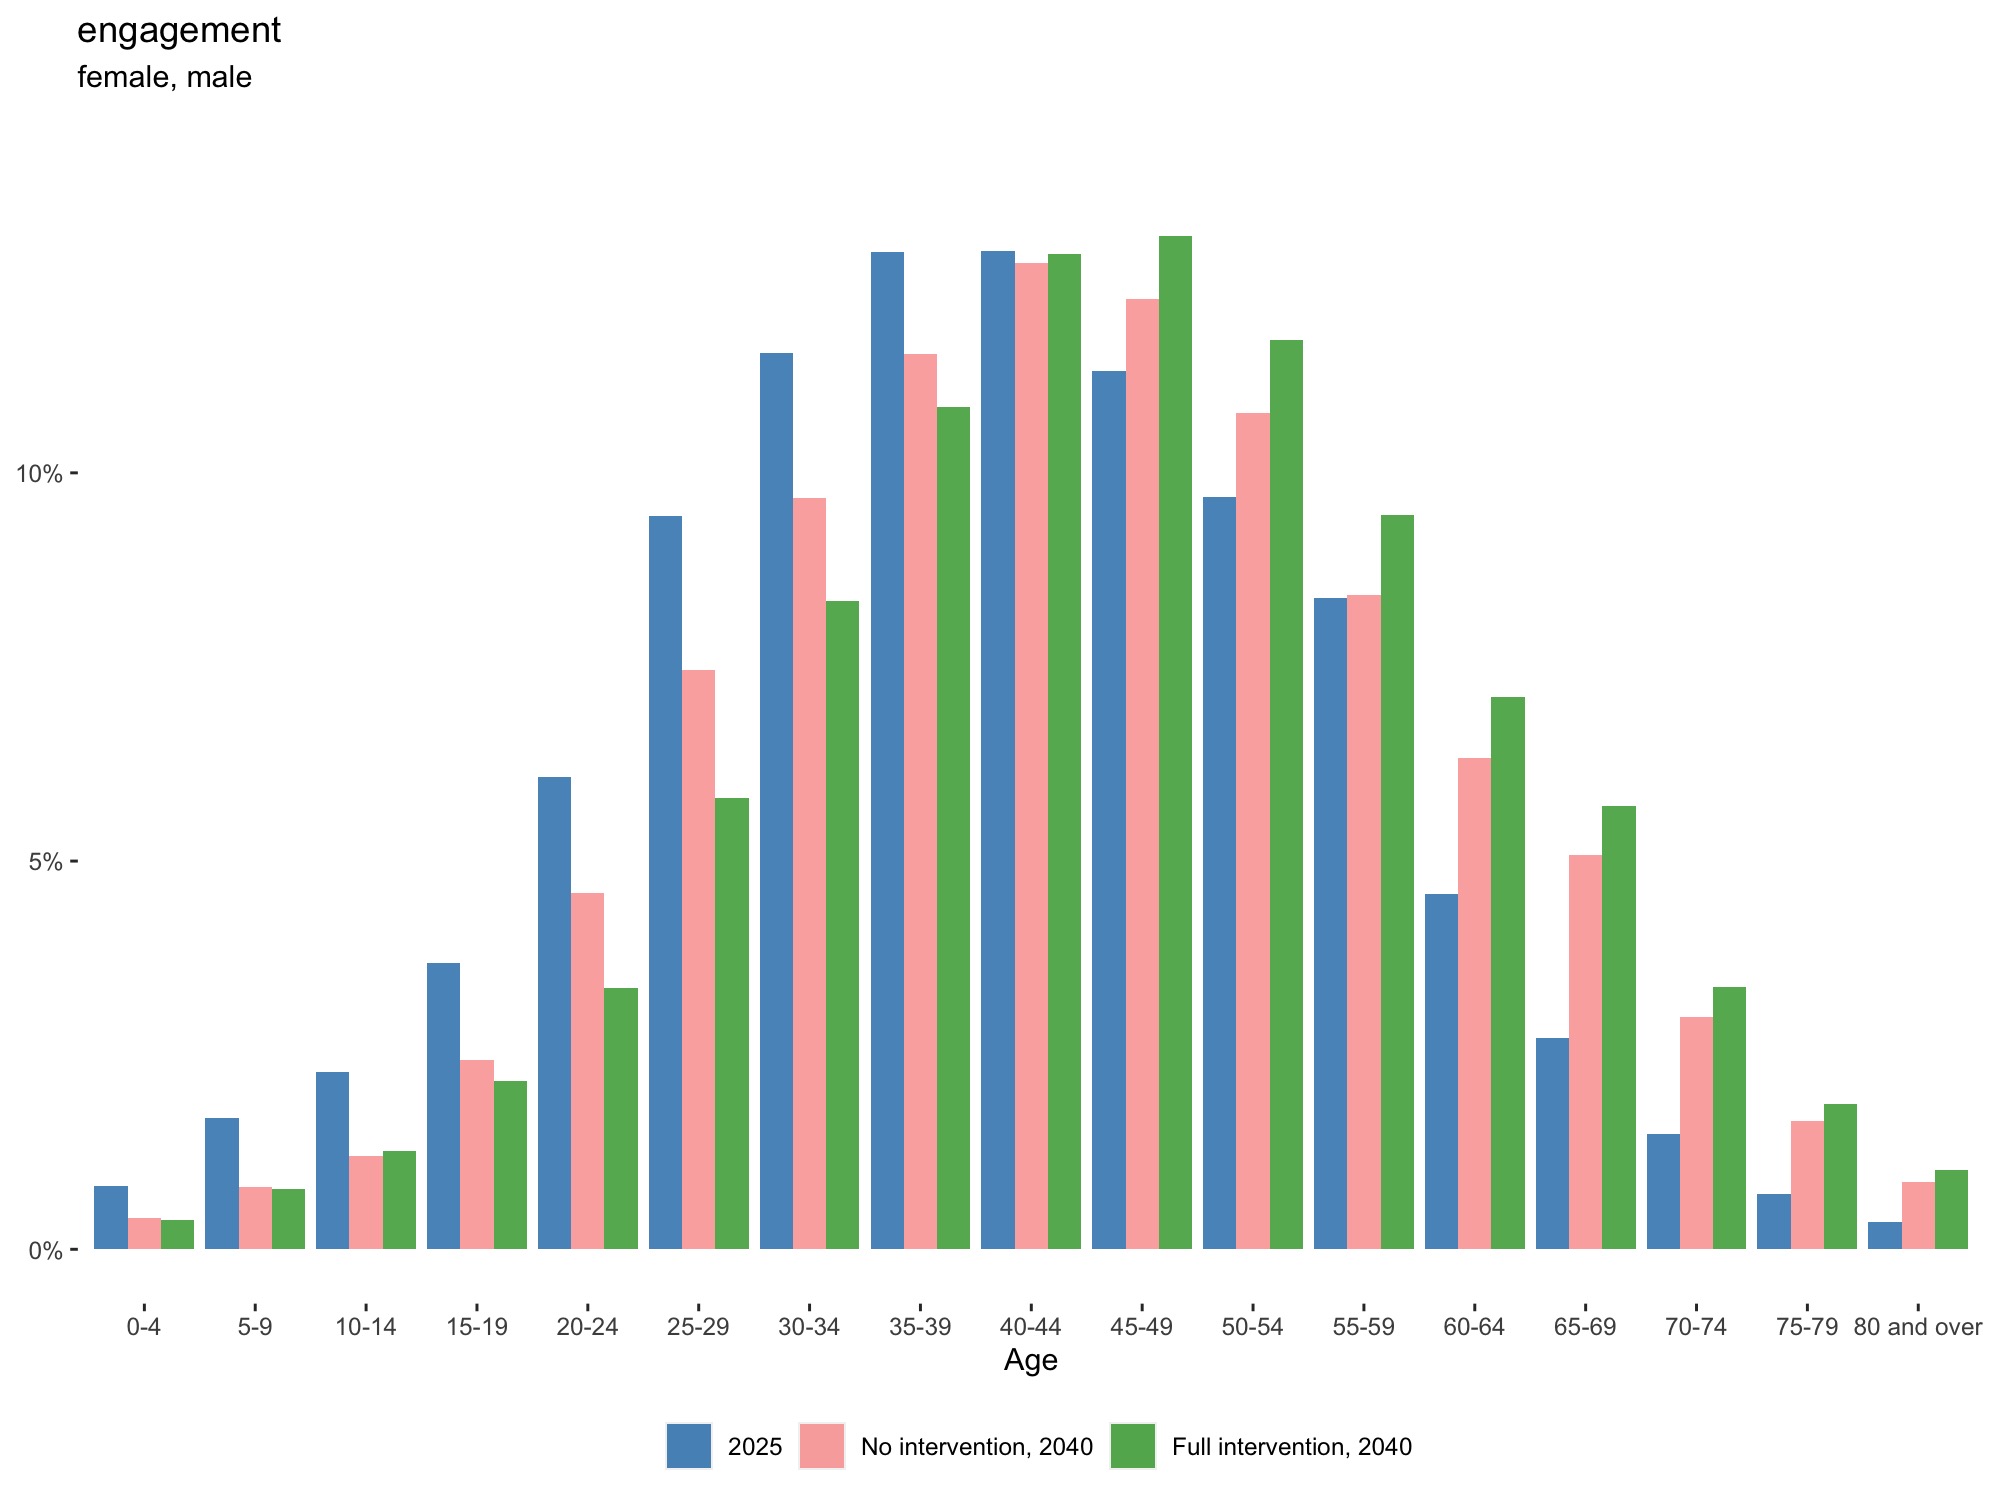 engagement
female, male
10%
5%
0%
0-4 5-9 10-14 15-19 20-24 25-29 30-34 35-39 40-44 45-49 50-54 55-59 60-64 65-69 70-74 75-79 80 and over
Age
2025 No intervention, 2040 Full intervention, 2040